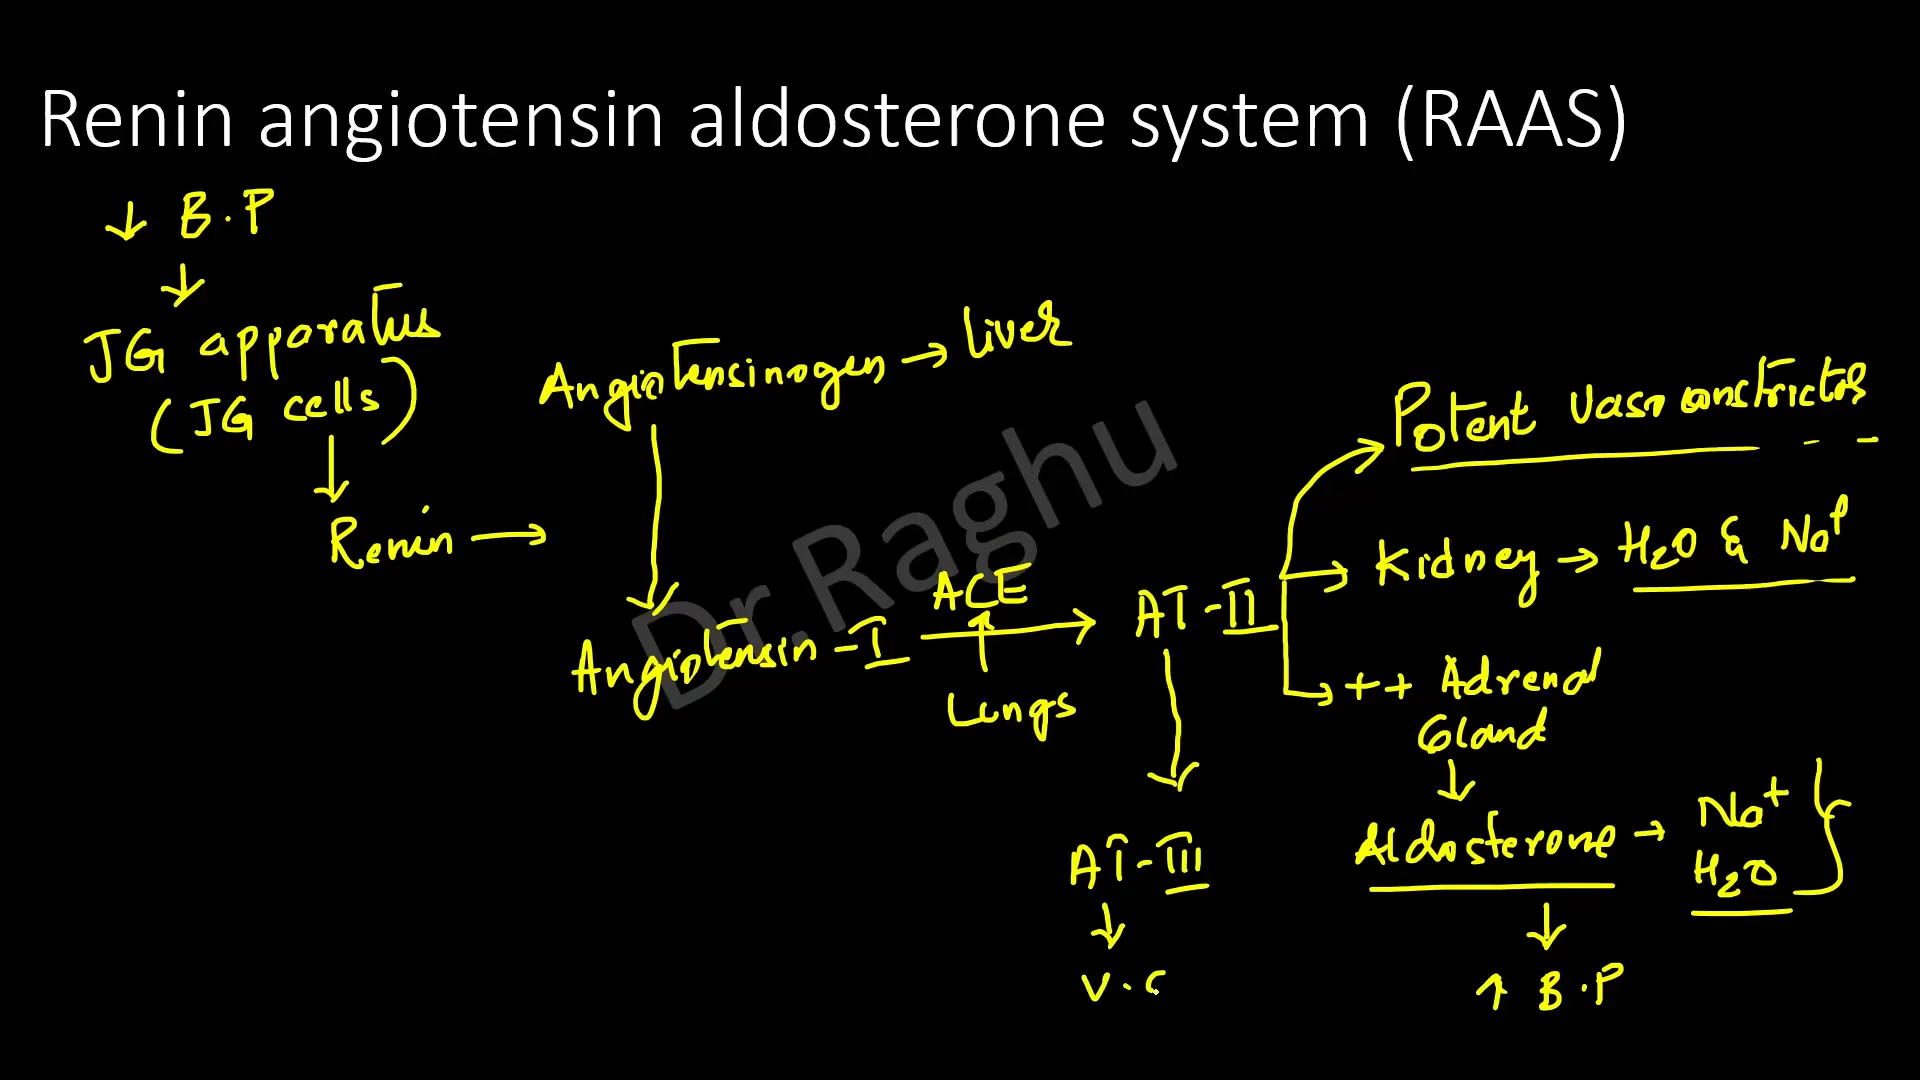 Renin angiotensin aldosterone system (RAAS)
↓ B.P
↓
JG apparatus
(JG cells)
↓
Renin →
Angiotensinogen → Liver
↓
Angiotensin - I → AT - II
ACE
↑
Lungs
→ Potent vasoconstrictor
→ Kidney → H2O & Na+
→ ++ Adrenal
Gland
↓
Aldosterone → Na+
H2O }
↓
↑ B.P
↓
AT - III
↓
V.C
Dr.Raghu